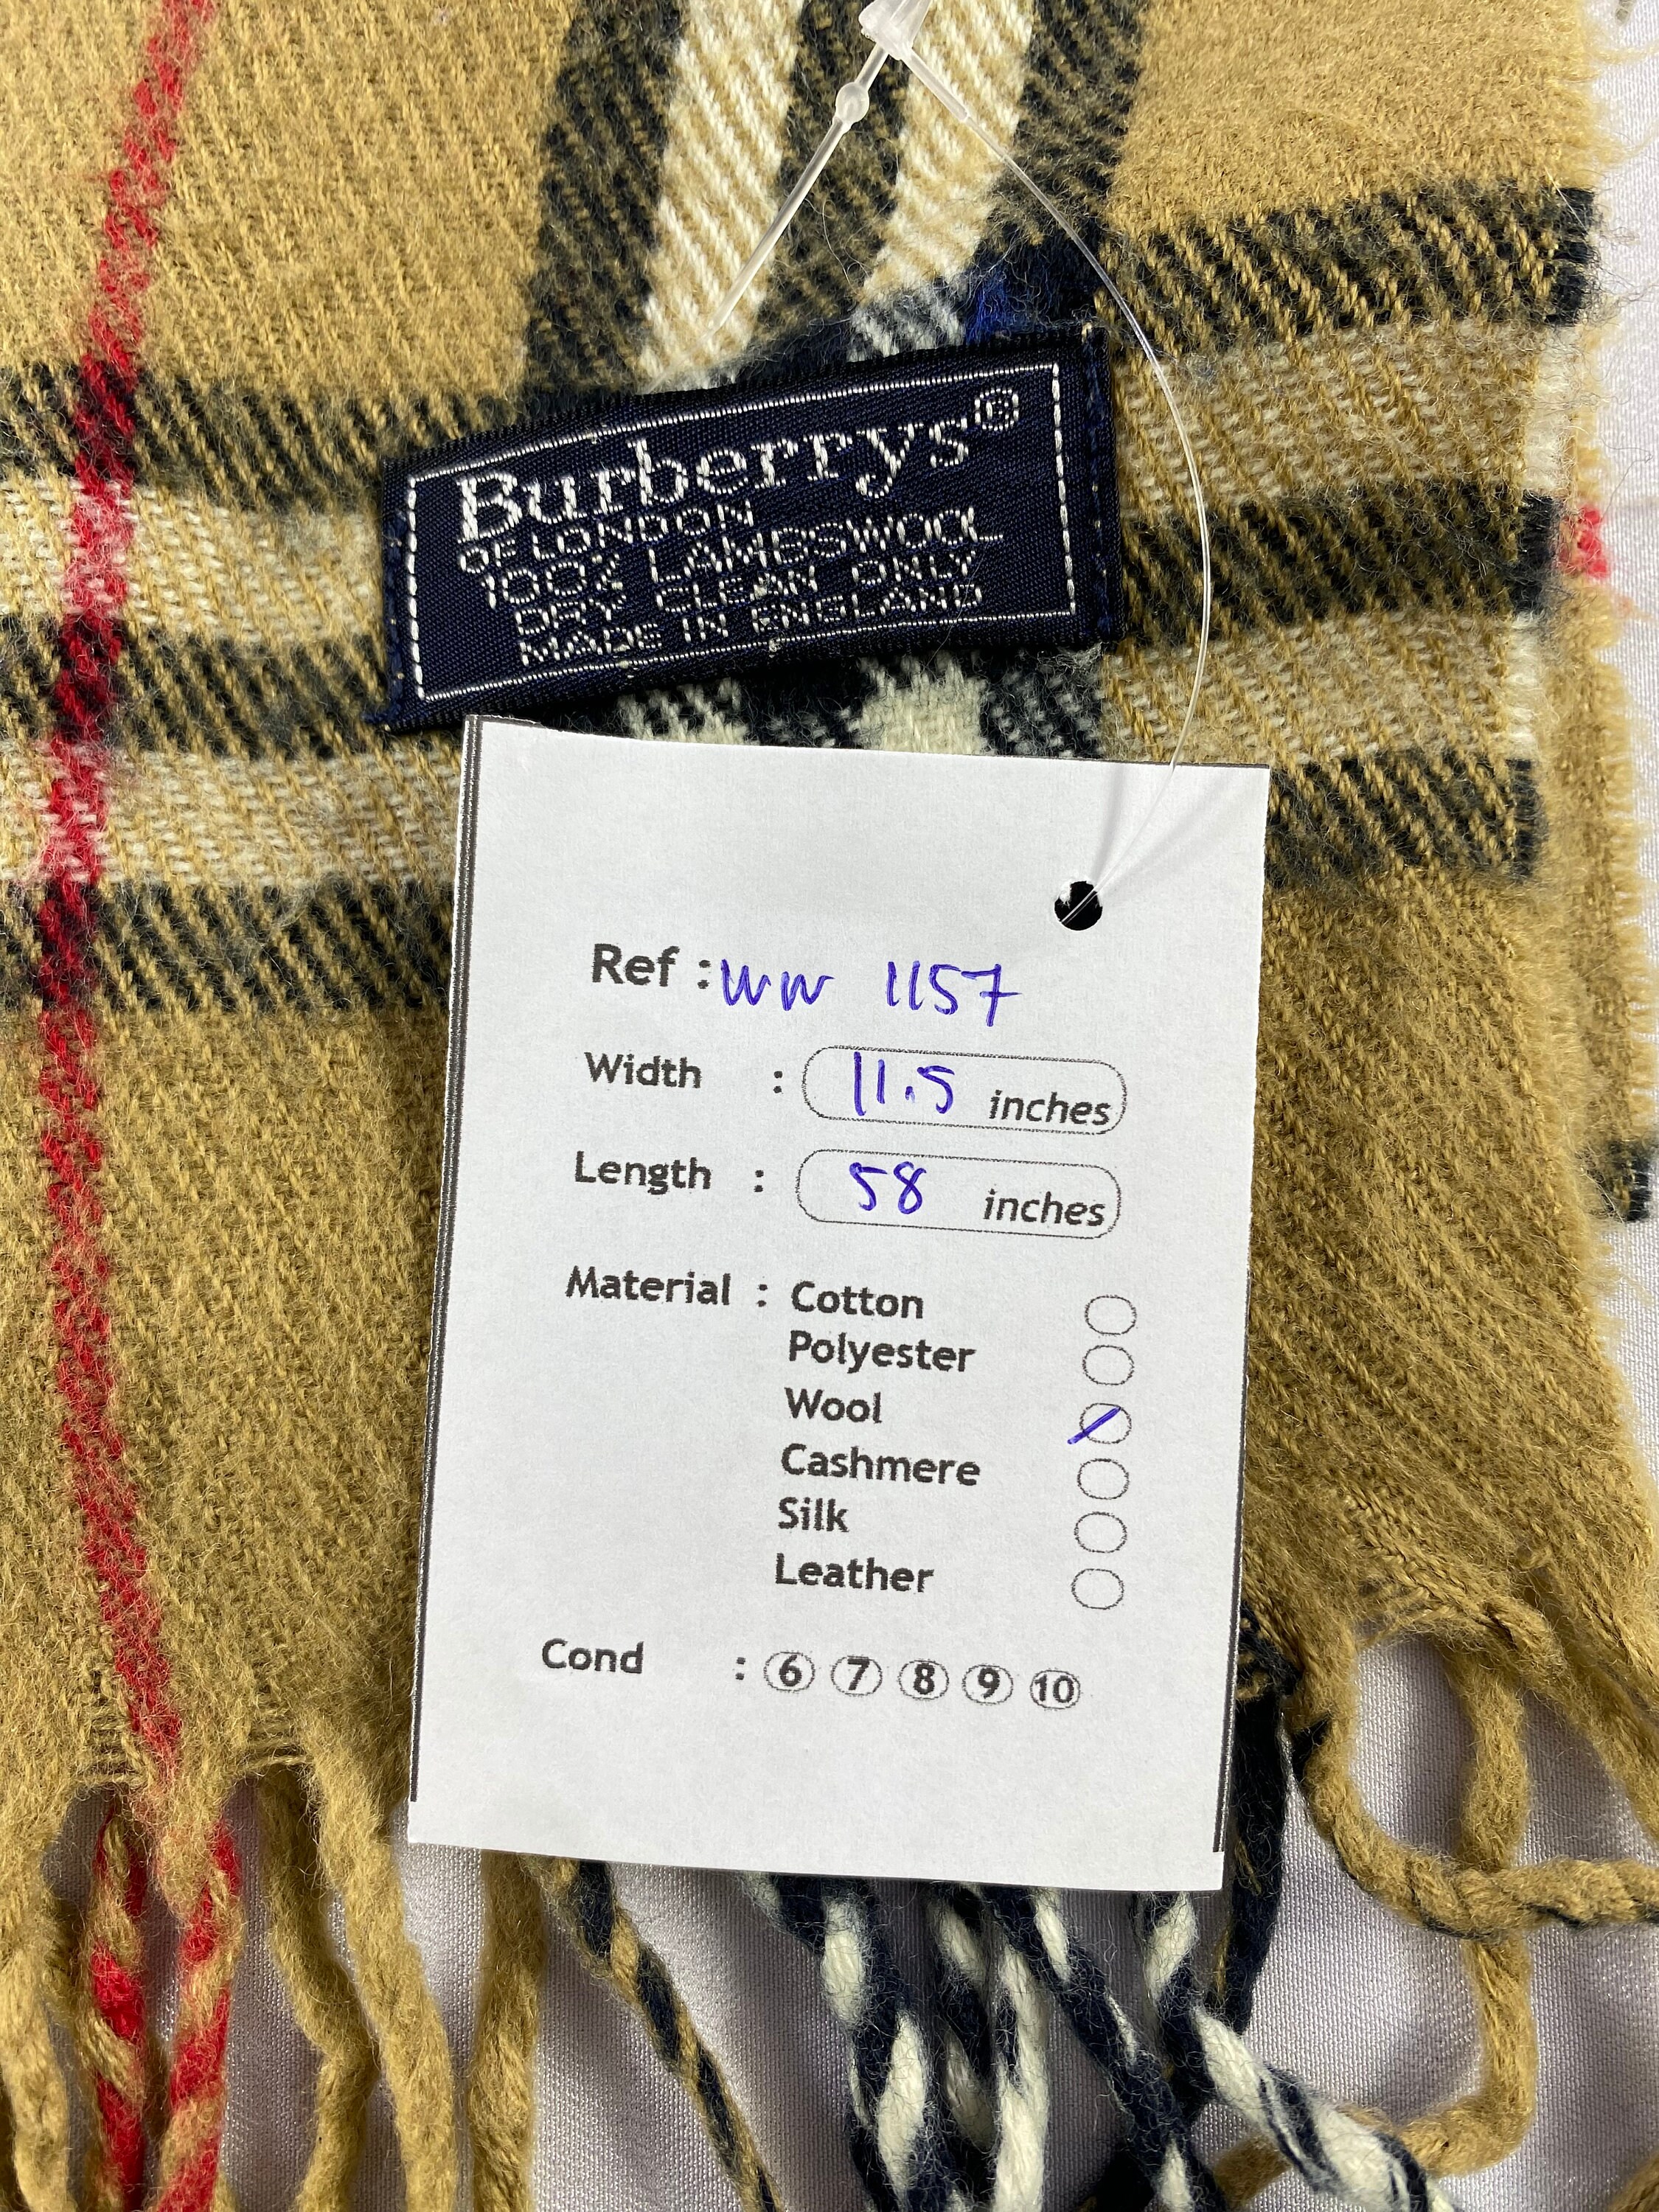 Burberrys®
OF LONDON
100% LAMBSWOOL
DRY CLEAN ONLY
MADE IN ENGLAND
Ref : WW 1157
Width : 11.5 inches
Length : 58 inches
Material : Cotton
Polyester
Wool
Cashmere
Silk
Leather
Cond : 6 7 8 9 10